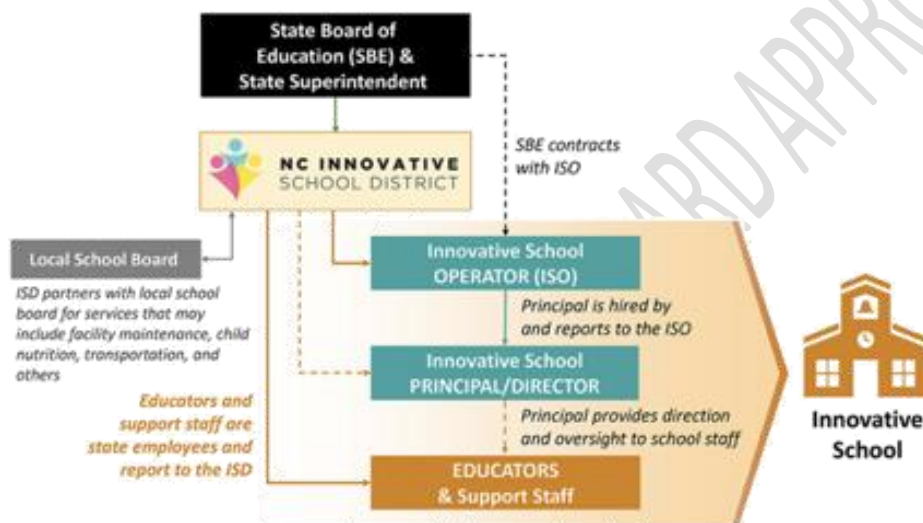 State Board of
Education (SBE) &
State Superintendent
SBE contracts
with ISO
NC INNOVATIVE
SCHOOL DISTRICT
Local School Board
ISD partners with local school
board for services that may
include facility maintenance, child
nutrition, transportation, and
others
Innovative School
OPERATOR (ISO)
Principal is hired by
and reports to the ISO
Innovative School
PRINCIPAL/DIRECTOR
Educators and
support staff are
state employees and
report to the ISD
Principal provides direction
and oversight to school staff
EDUCATORS
& Support Staff
Innovative
School
ARD APPR